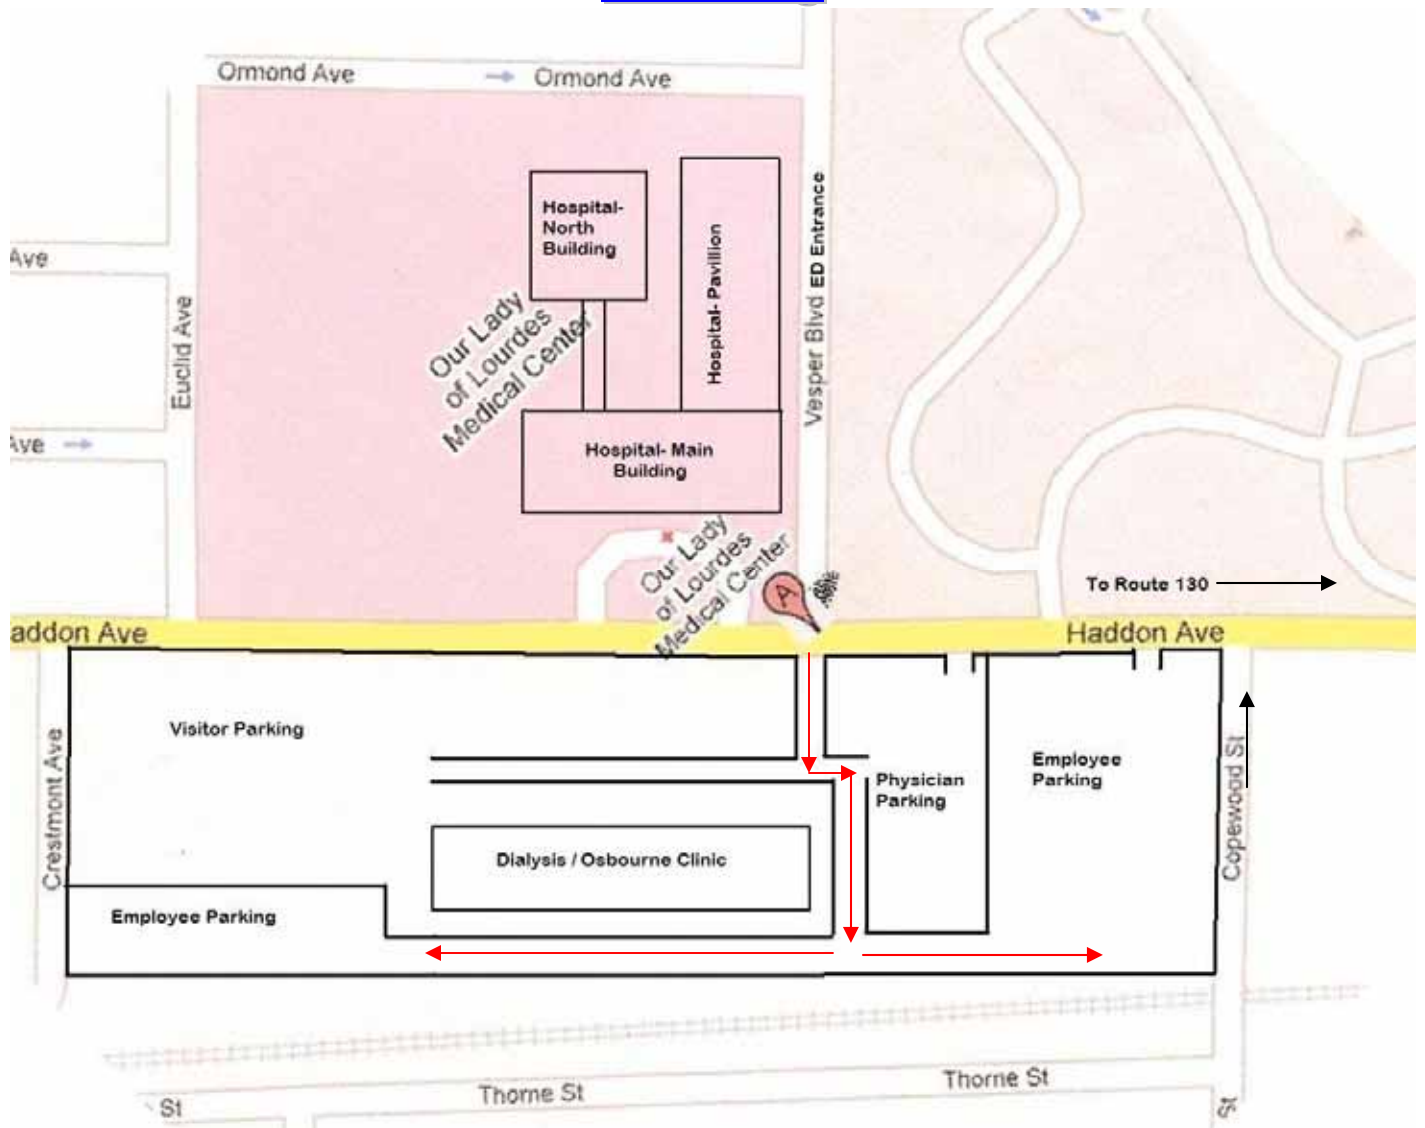 Ormond Ave
Ormond Ave
Hospital-
North
Building
Hospital- Pavillion
Vesper Blvd ED Entrance
Ave
Euclid Ave
Our Lady
of Lourdes
Medical Center
Ave
Hospital- Main
Building
Our Lady
of Lourdes
Medical Center
A
To Route 130
addon Ave
Haddon Ave
Visitor Parking
Crestmont Ave
Physician
Parking
Employee
Parking
Copewood St
Dialysis / Osbourne Clinic
Employee Parking
Thorne St
Thorne St
St
St